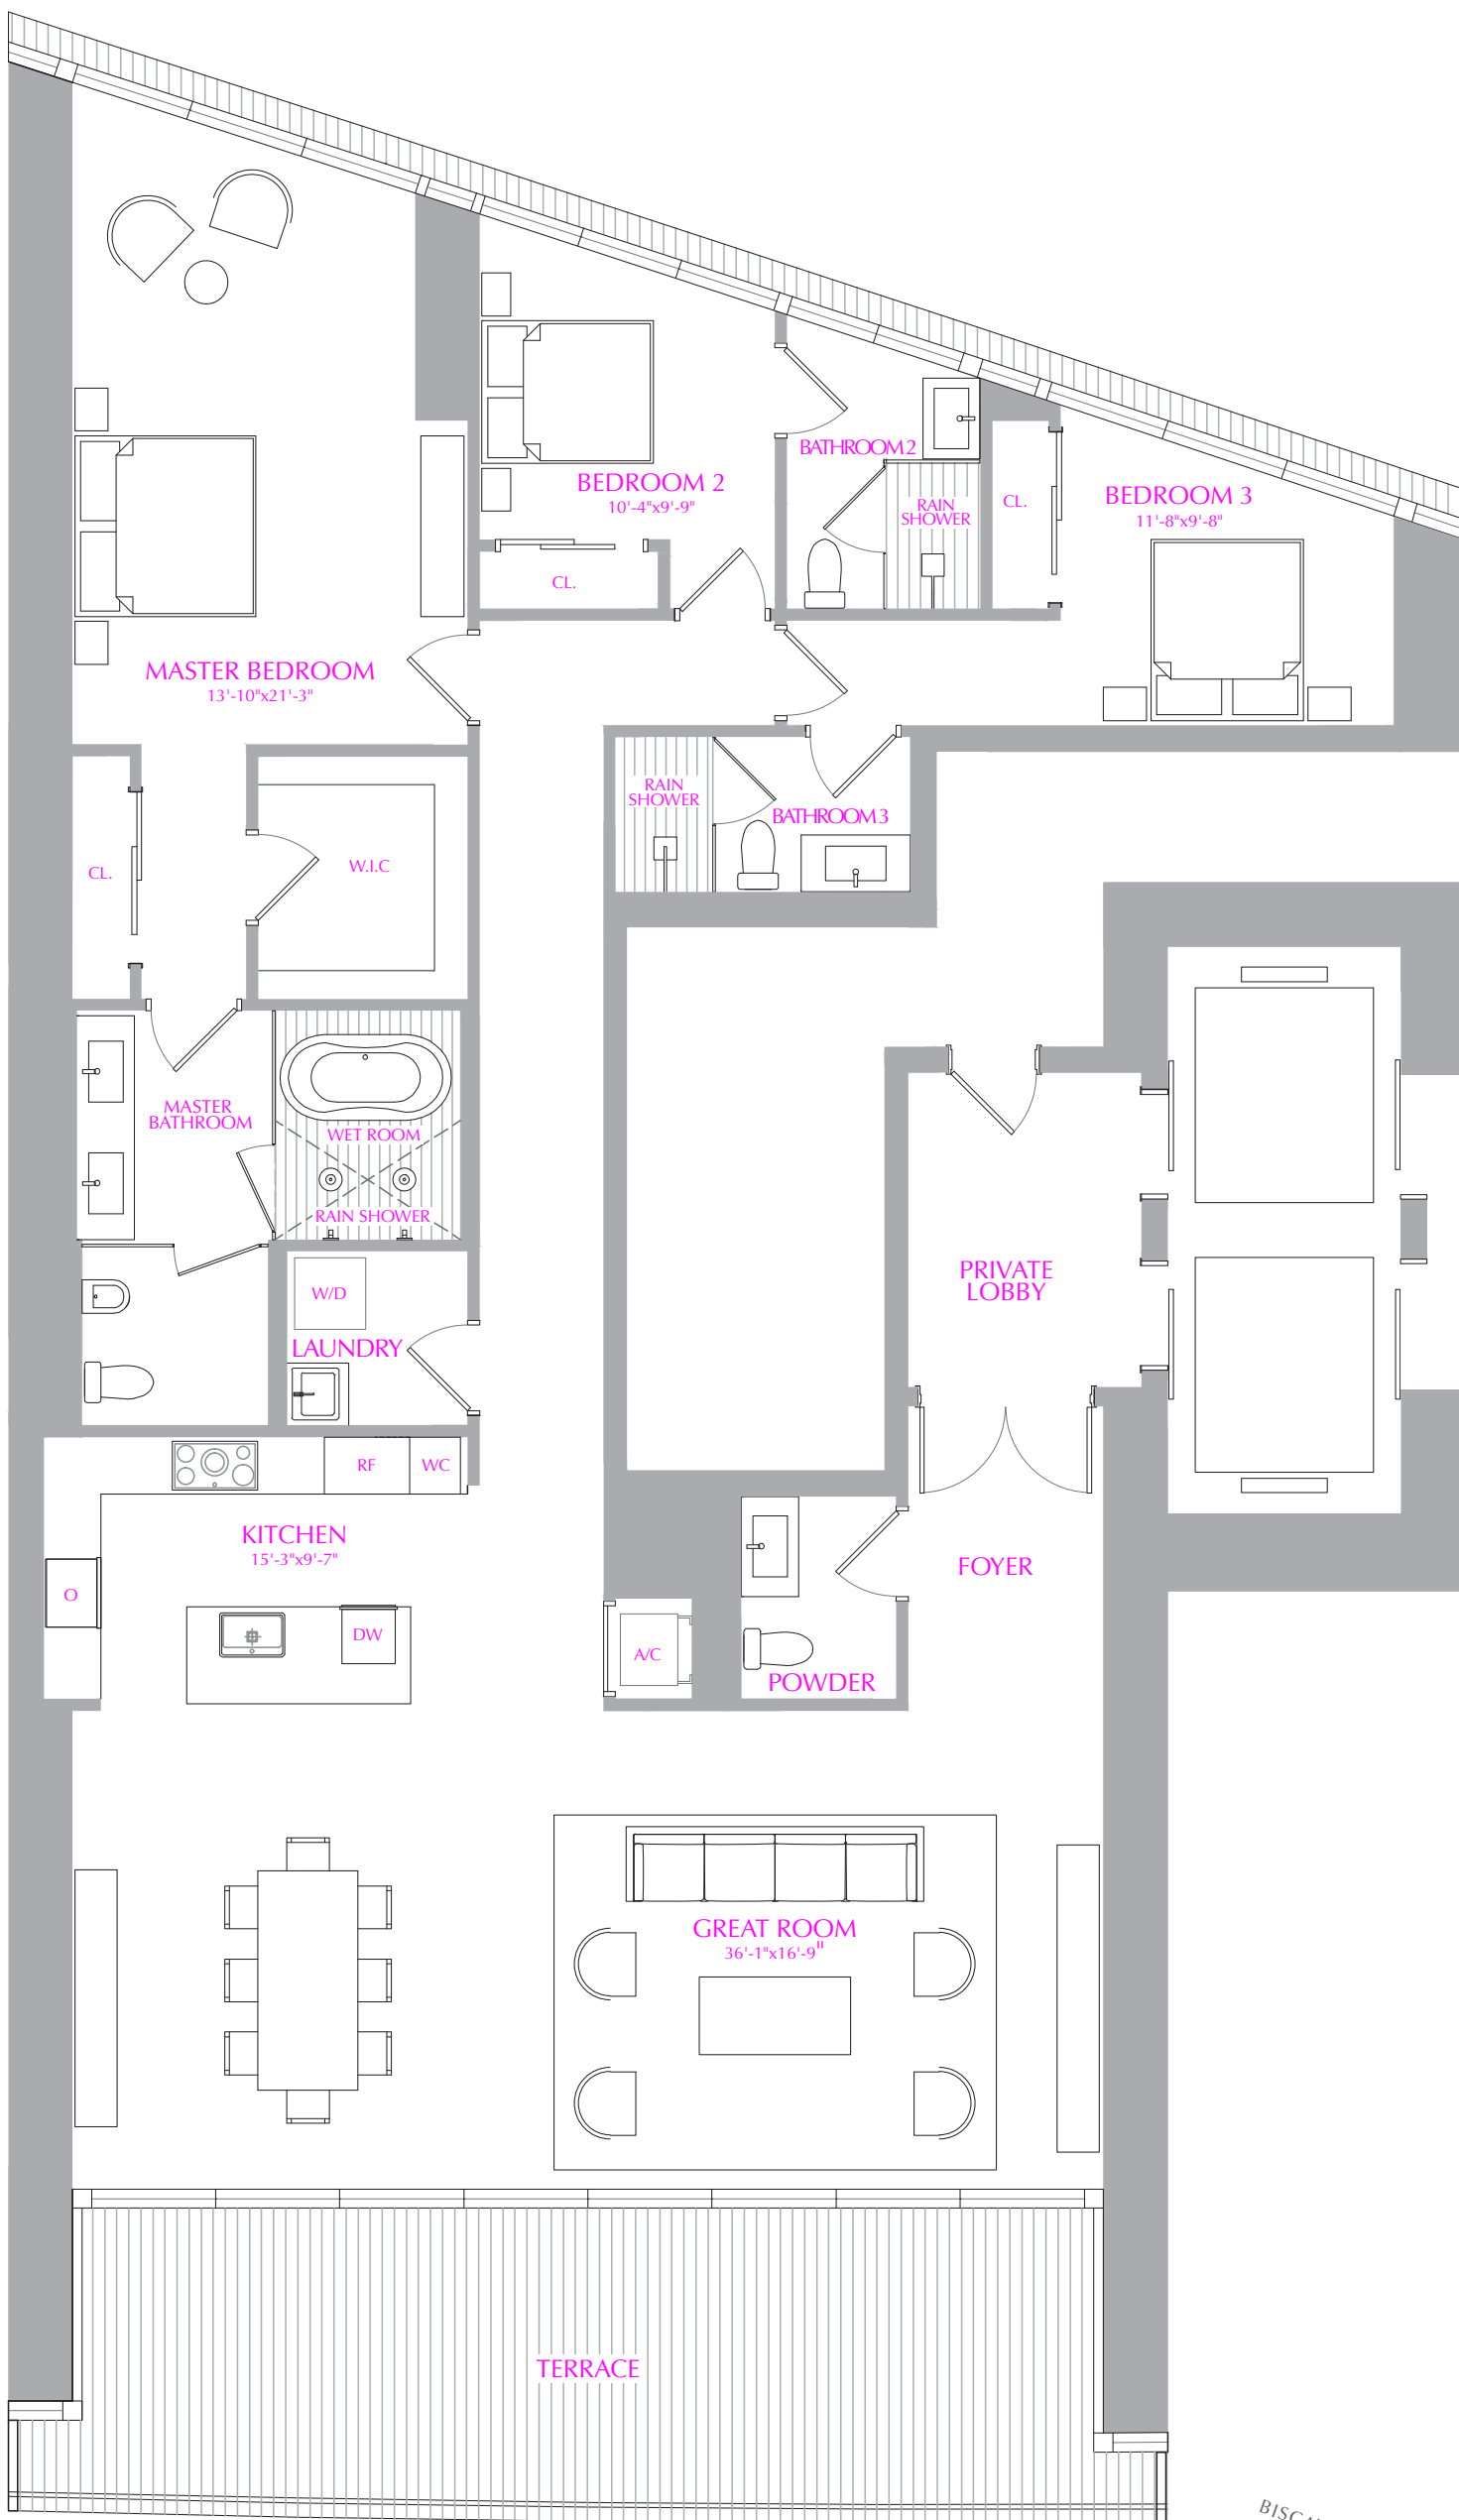 BATHROOM 2
BEDROOM 2
10'-4"x9'-9"
BEDROOM 3
11'-8"x9'-8"
CL.
RAIN
SHOWER
CL.
MASTER BEDROOM
13'-10"x21'-3"
RAIN
SHOWER
BATHROOM 3
CL.
W.I.C
MASTER
BATHROOM
WET ROOM
RAIN SHOWER
PRIVATE
LOBBY
W/D
LAUNDRY
RF
WC
KITCHEN
15'-3"x9'-7"
FOYER
O
DW
A/C
POWDER
GREAT ROOM
36'-1"x16'-9"
TERRACE